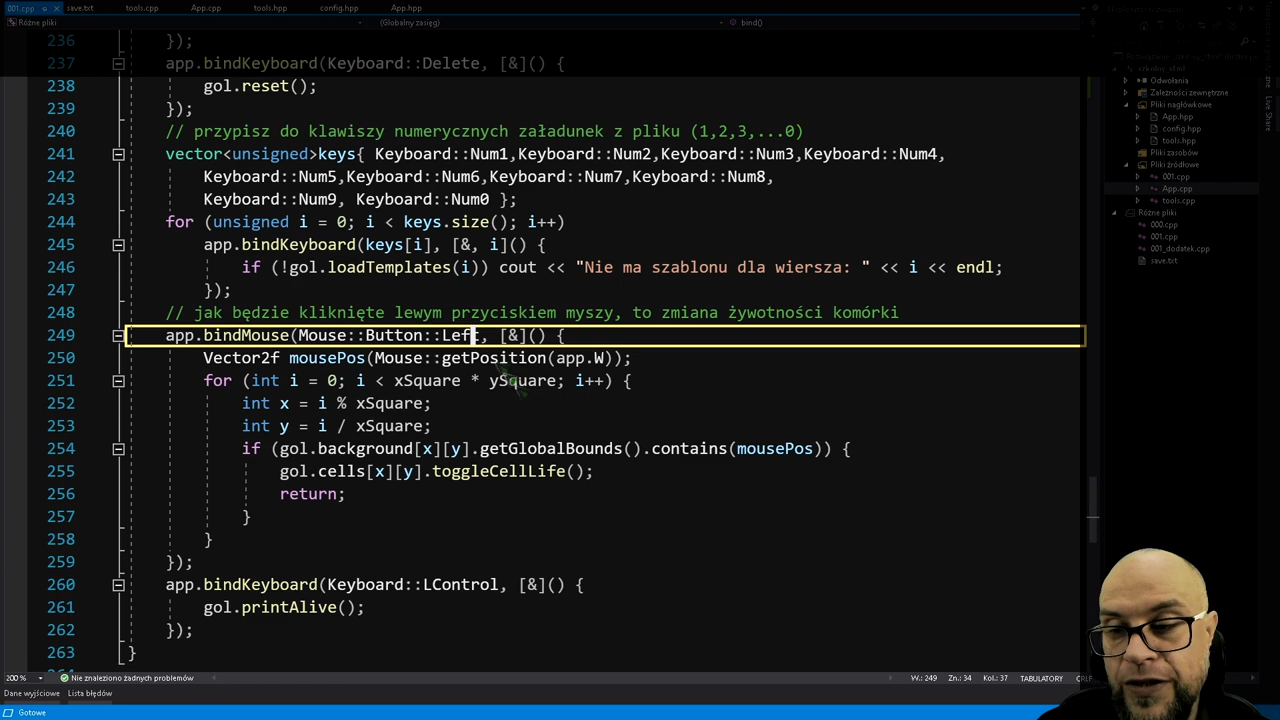 001.cpp save.txt tools.cpp App.cpp tools.hpp config.hpp App.hpp
Różne pliki (Globalny zasięg) bind()
236 });
237 app.bindKeyboard(Keyboard::Delete, [&]() {
238 gol.reset();
239 });
240 // przypisz do klawiszy numerycznych załadunek z pliku (1,2,3,...0)
241 vector<unsigned>keys{ Keyboard::Num1,Keyboard::Num2,Keyboard::Num3,Keyboard::Num4,
242 Keyboard::Num5,Keyboard::Num6,Keyboard::Num7,Keyboard::Num8,
243 Keyboard::Num9, Keyboard::Num0 };
244 for (unsigned i = 0; i < keys.size(); i++)
245 app.bindKeyboard(keys[i], [&, i]() {
246 if (!gol.loadTemplates(i)) cout << "Nie ma szablonu dla wiersza: " << i << endl;
247 });
248 // jak będzie kliknięte lewym przyciskiem myszy, to zmiana żywotności komórki
249 app.bindMouse(Mouse::Button::Left, [&]() {
250 Vector2f mousePos(Mouse::getPosition(app.W));
251 for (int i = 0; i < xSquare * ySquare; i++) {
252 int x = i % xSquare;
253 int y = i / xSquare;
254 if (gol.background[x][y].getGlobalBounds().contains(mousePos)) {
255 gol.cells[x][y].toggleCellLife();
256 return;
257 }
258 }
259 });
260 app.bindKeyboard(Keyboard::LControl, [&]() {
261 gol.printAlive();
262 });
263 }
200 % Nie znaleziono żadnych problemów W.: 249 Zn.: 34 Kol.: 37 TABULATORY CRLF
Dane wyjściowe Lista błędów
Gotowe
Odwołania
Zależności zewnętrzne
Pliki nagłówkowe
App.hpp
config.hpp
tools.hpp
Pliki zasobów
Pliki źródłowe
001.cpp
App.cpp
tools.cpp
Różne pliki
000.cpp
001.cpp
001_dodatek.cpp
save.txt
Live Share